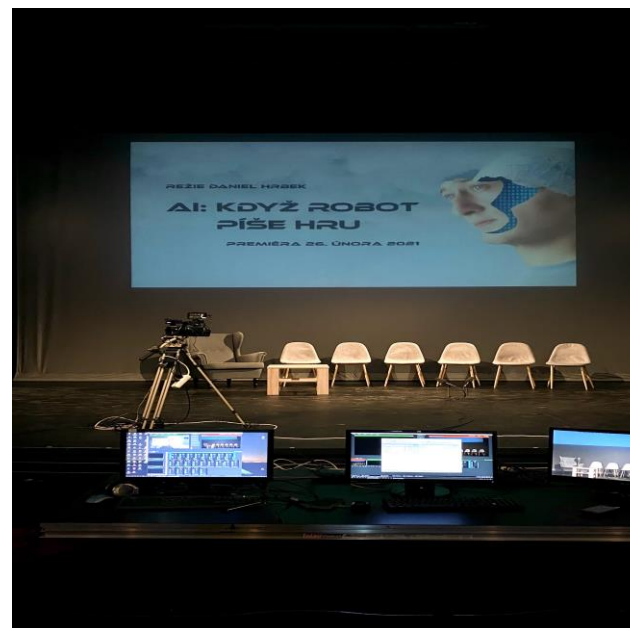 REŽIE DANIEL HRBEK
AI: KDYŽ ROBOT
PÍŠE HRU
PREMIÉRA 26. ÚNORA 2021